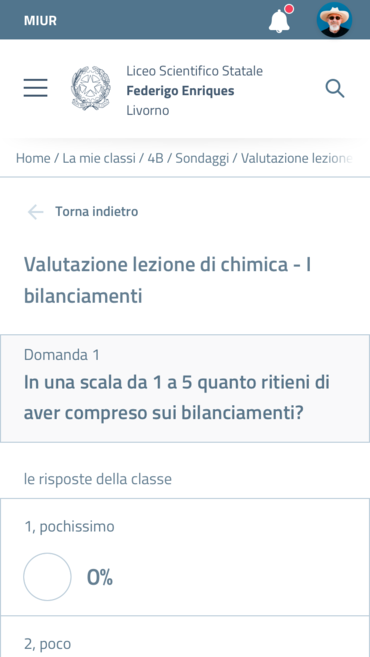 MIUR
Liceo Scientifico Statale
Federigo Enriques
Livorno
Home / La mie classi / 4B / Sondaggi / Valutazione lezione
Torna indietro
Valutazione lezione di chimica - I
bilanciamenti
Domanda 1
In una scala da 1 a 5 quanto ritieni di
aver compreso sui bilanciamenti?
le risposte della classe
1, pochissimo
0%
2, poco